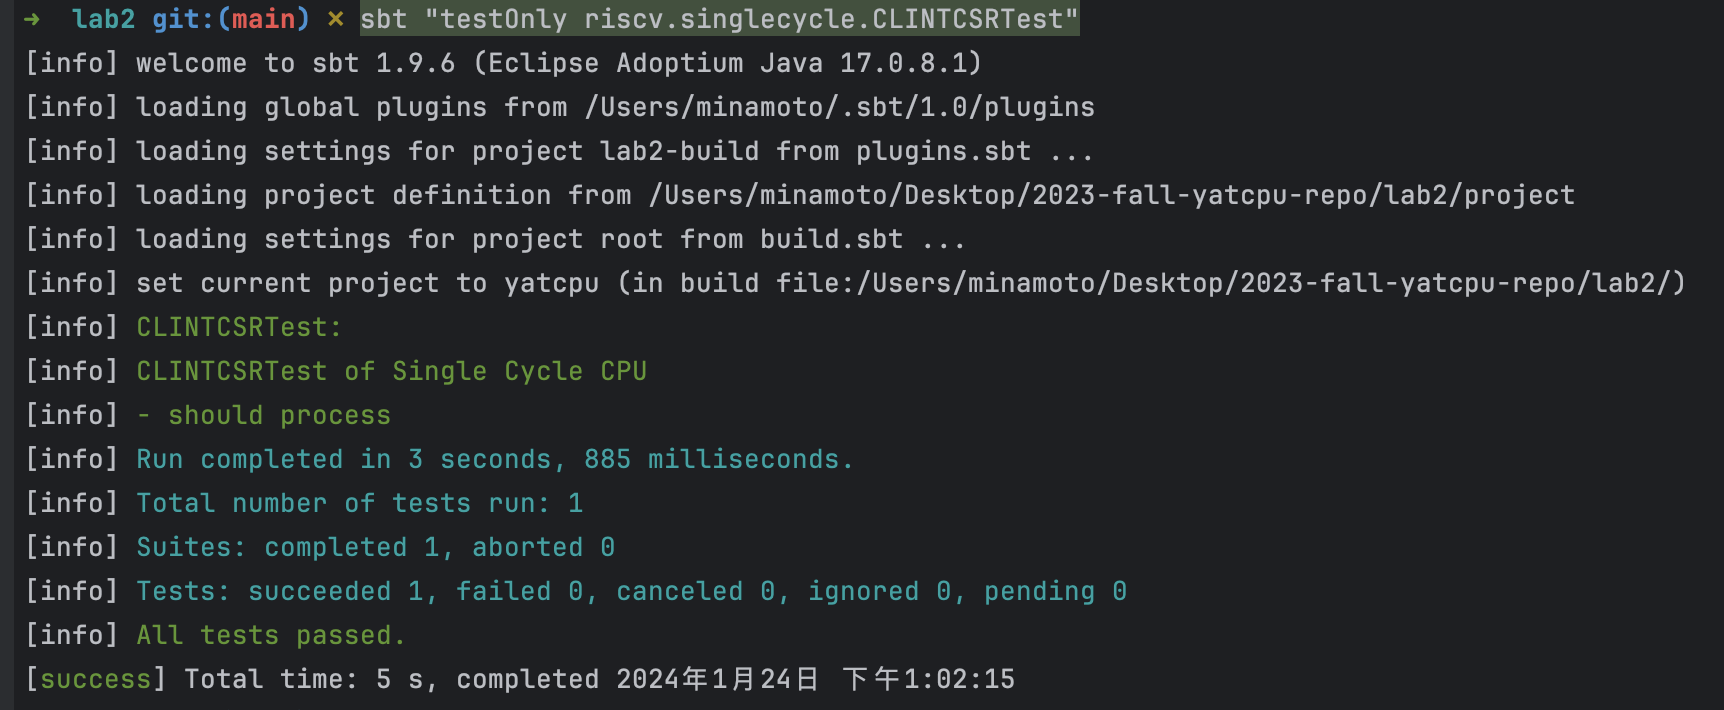 ➜  lab2 git:(main) ✗ sbt "testOnly riscv.singlecycle.CLINTCSRTest"
[info] welcome to sbt 1.9.6 (Eclipse Adoptium Java 17.0.8.1)
[info] loading global plugins from /Users/minamoto/.sbt/1.0/plugins
[info] loading settings for project lab2-build from plugins.sbt ...
[info] loading project definition from /Users/minamoto/Desktop/2023-fall-yatcpu-repo/lab2/project
[info] loading settings for project root from build.sbt ...
[info] set current project to yatcpu (in build file:/Users/minamoto/Desktop/2023-fall-yatcpu-repo/lab2/)
[info] CLINTCSRTest:
[info] CLINTCSRTest of Single Cycle CPU
[info] - should process
[info] Run completed in 3 seconds, 885 milliseconds.
[info] Total number of tests run: 1
[info] Suites: completed 1, aborted 0
[info] Tests: succeeded 1, failed 0, canceled 0, ignored 0, pending 0
[info] All tests passed.
[success] Total time: 5 s, completed 2024年1月24日 下午1:02:15